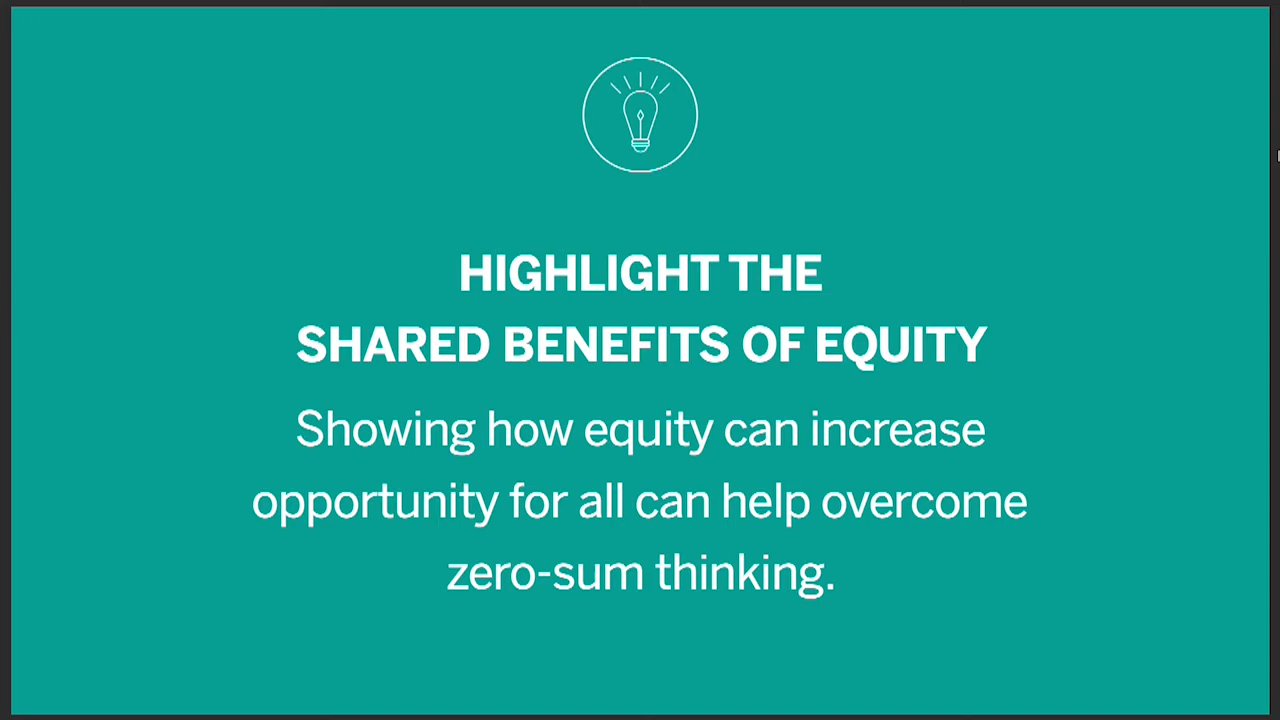 HIGHLIGHT THE
SHARED BENEFITS OF EQUITY
Showing how equity can increase
opportunity for all can help overcome
zero-sum thinking.